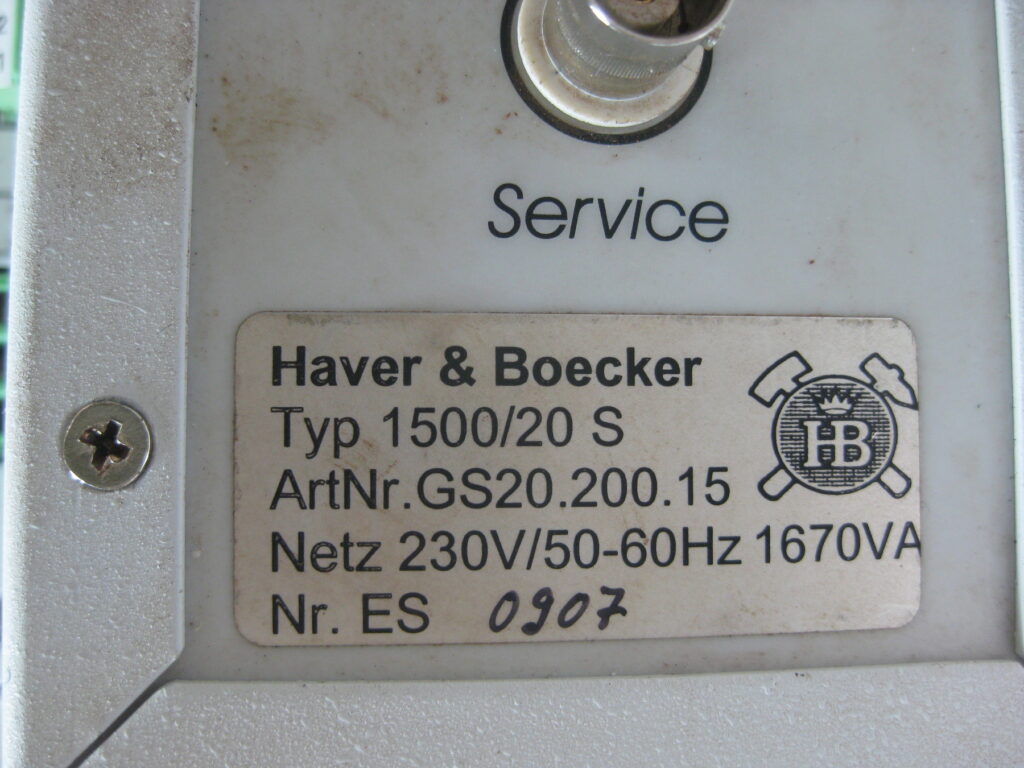 Service
Haver & Boecker
Typ 1500/20 S
ArtNr.GS20.200.15
HB
Netz 230V/50-60Hz 1670VA
Nr. ES 0907